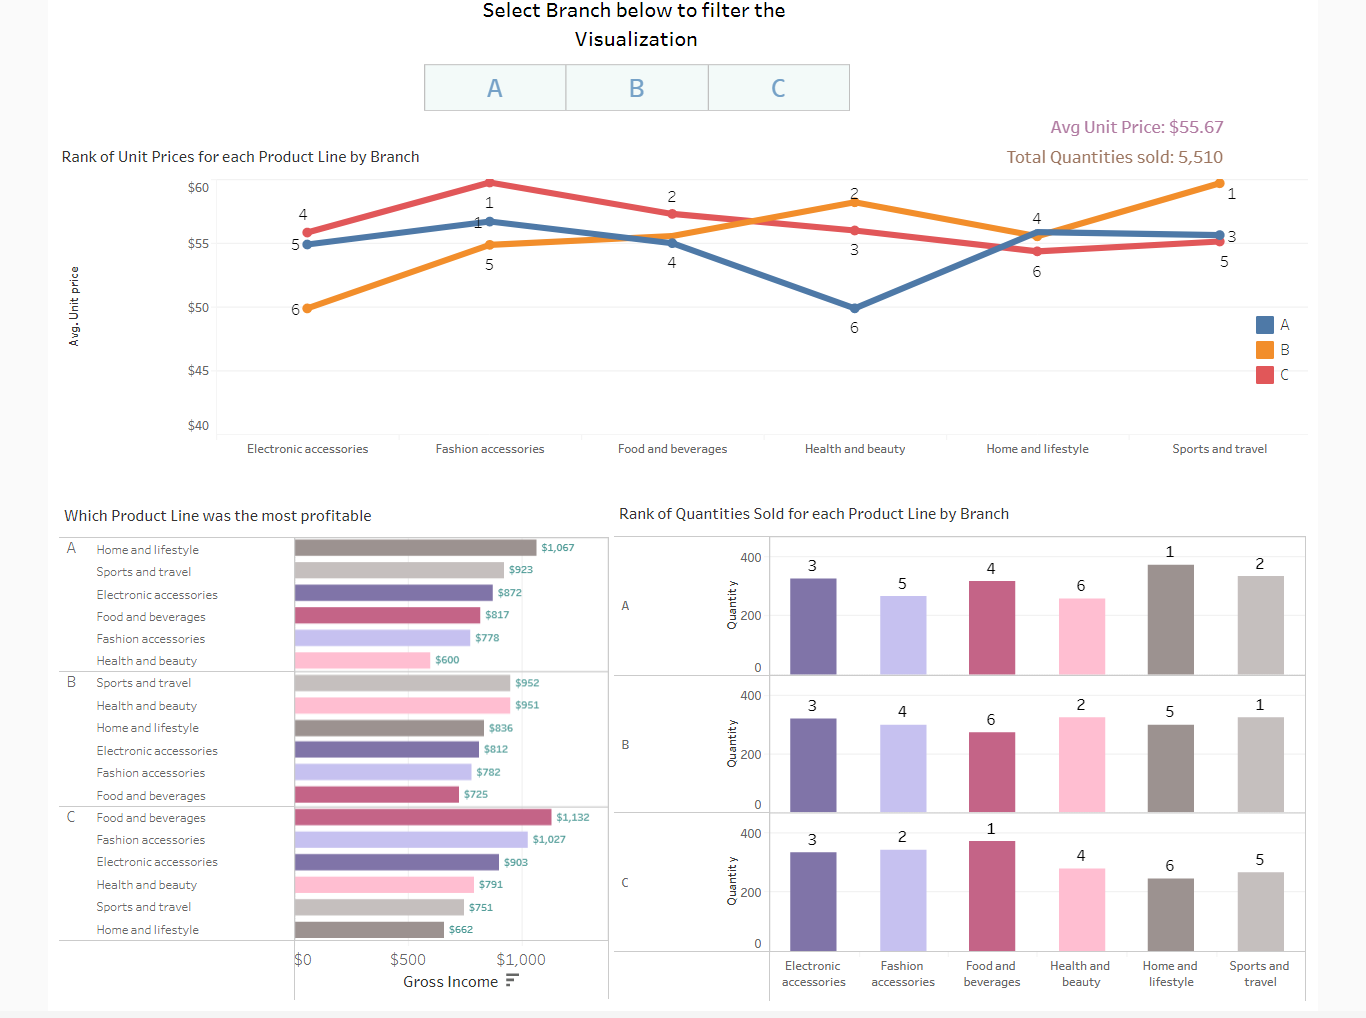 Select Branch below to filter the
Visualization
A B C
Avg Unit Price: $55.67
Rank of Unit Prices for each Product Line by Branch
Total Quantities sold: 5,510
Avg. Unit price
$60
$55
$50
$45
$40
4 1 2 2 4 1
5 1 4 3 6 3
6 5 6 5
A
B
C
Electronic accessories Fashion accessories Food and beverages Health and beauty Home and lifestyle Sports and travel
Which Product Line was the most profitable
A Home and lifestyle $1,067
Sports and travel $923
Electronic accessories $872
Food and beverages $817
Fashion accessories $778
Health and beauty $600
B Sports and travel $952
Health and beauty $951
Home and lifestyle $836
Electronic accessories $812
Fashion accessories $782
Food and beverages $725
C Food and beverages $1,132
Fashion accessories $1,027
Electronic accessories $903
Health and beauty $791
Sports and travel $751
Home and lifestyle $662
$0 $500 $1,000
Gross Income
Rank of Quantities Sold for each Product Line by Branch
A
Quantity
400
200
0
3 5 4 6 1 2
B
Quantity
400
200
0
3 4 6 2 5 1
C
Quantity
400
200
0
3 2 1 4 6 5
Electronic Fashion Food and Health and Home and Sports and
accessories accessories beverages beauty lifestyle travel